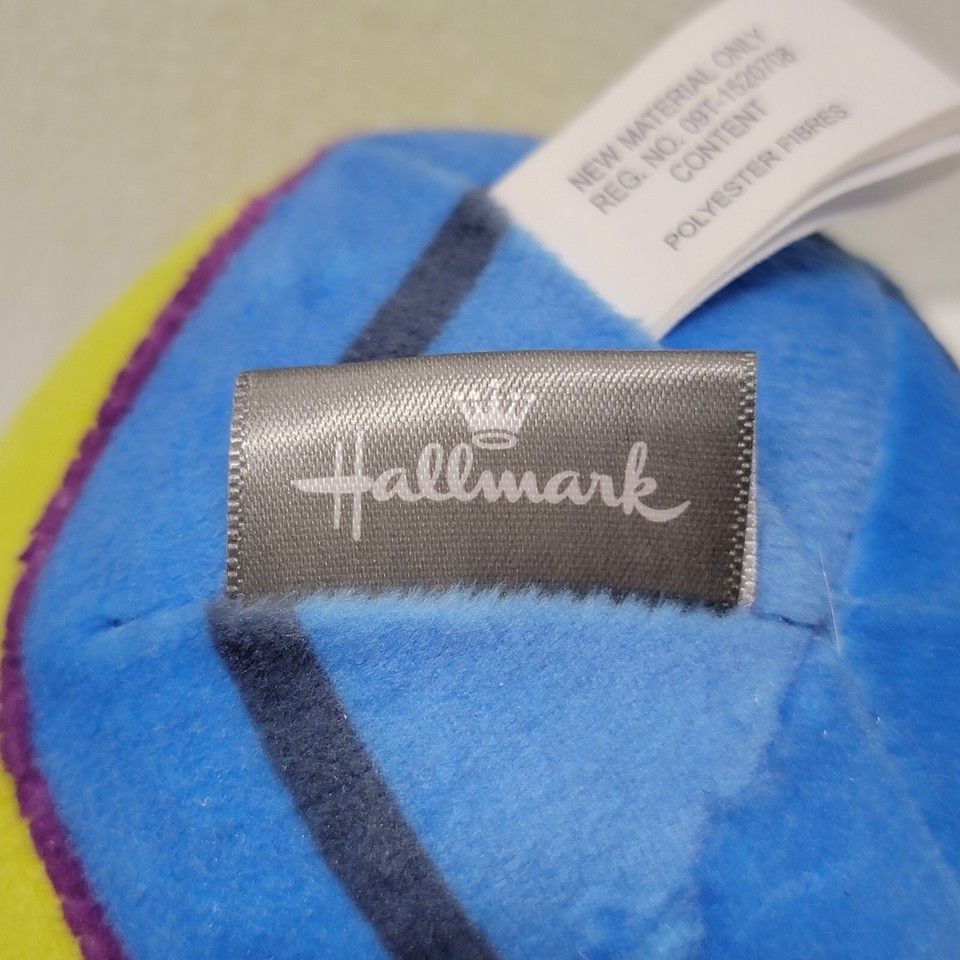 NEW MATERIAL ONLY
REG. NO. 09T-1520708
CONTENT
POLYESTER FIBRES
Hallmark